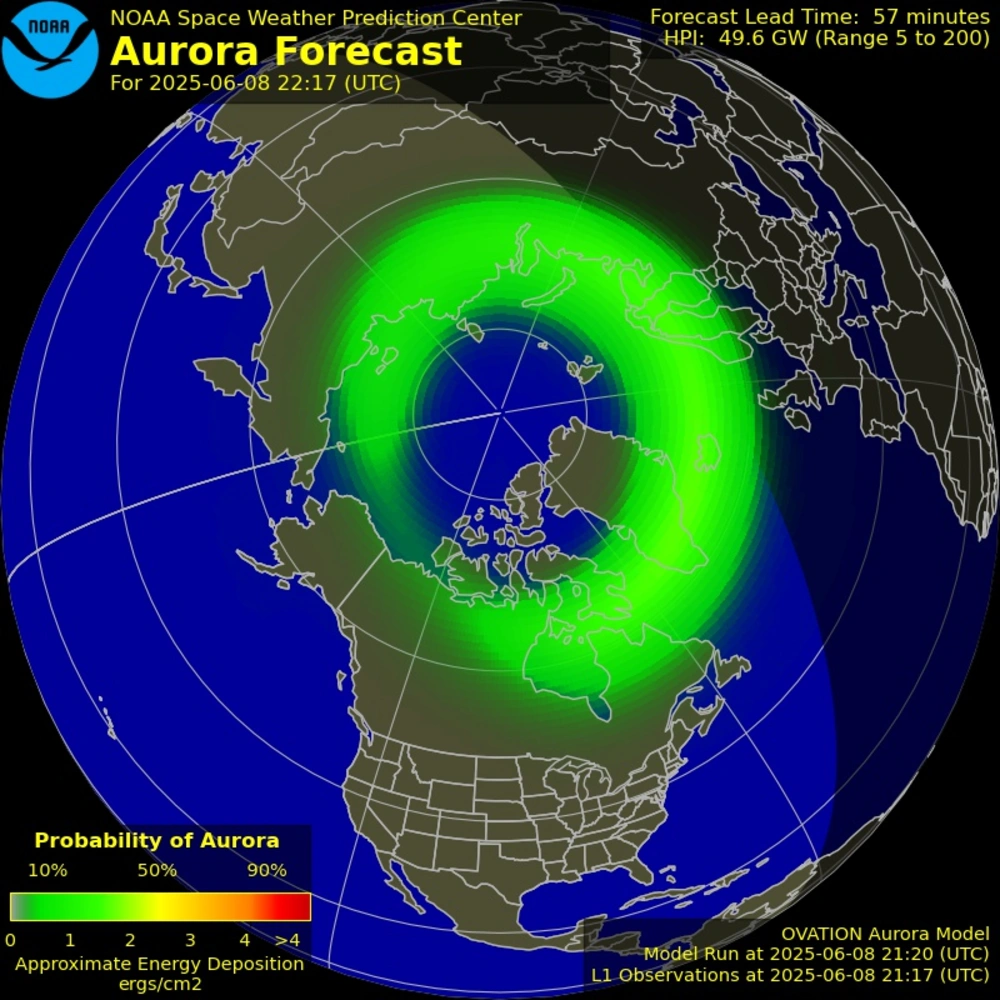 NOAA
NOAA Space Weather Prediction Center
Aurora Forecast
For 2025-06-08 22:17 (UTC)
Forecast Lead Time: 57 minutes
HPI: 49.6 GW (Range 5 to 200)
Probability of Aurora
10% 50% 90%
0 1 2 3 4 >4
Approximate Energy Deposition
ergs/cm2
OVATION Aurora Model
Model Run at 2025-06-08 21:20 (UTC)
L1 Observations at 2025-06-08 21:17 (UTC)